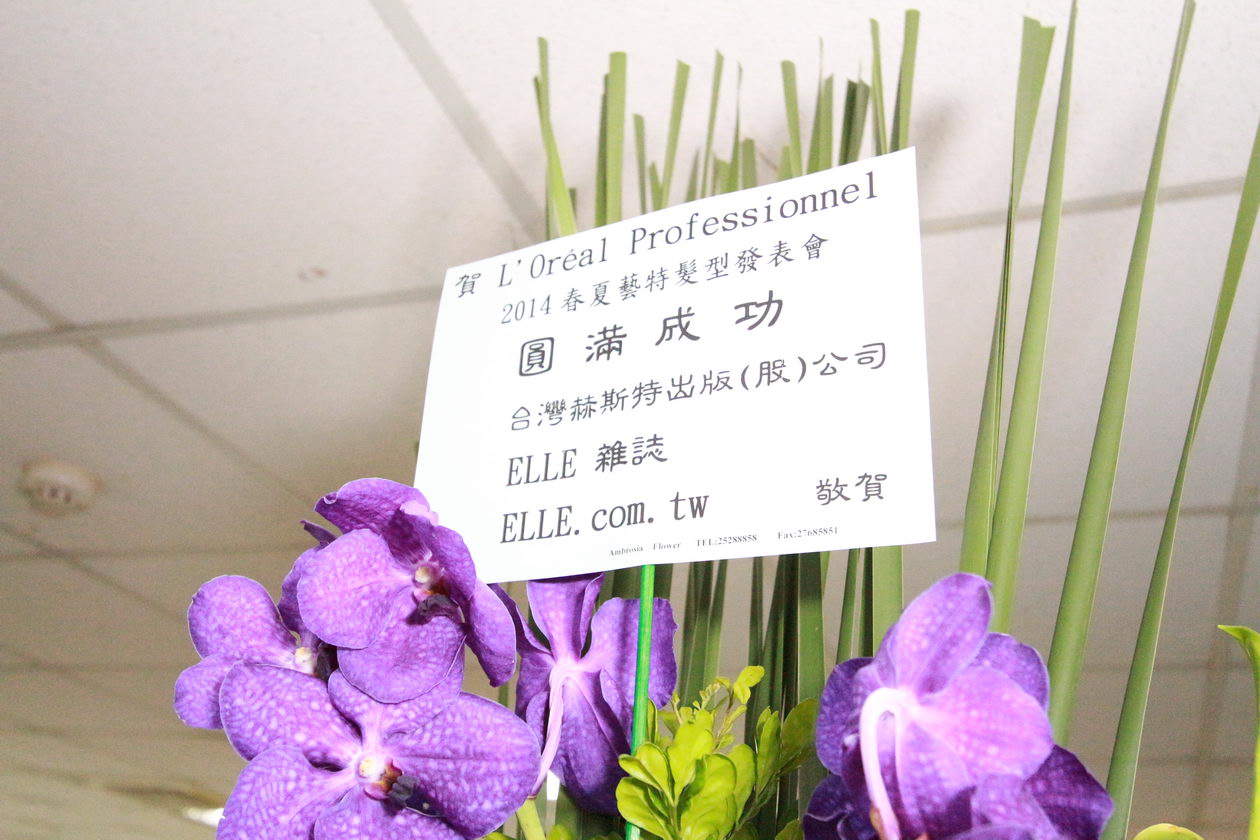 賀 L'Oréal Professionnel
2014 春夏藝特髮型發表會
圓滿成功
台灣赫斯特出版(股)公司
ELLE 雜誌
ELLE.com.tw 敬賀
Ambrosia Flower TEL:25288858 Fax:27685851